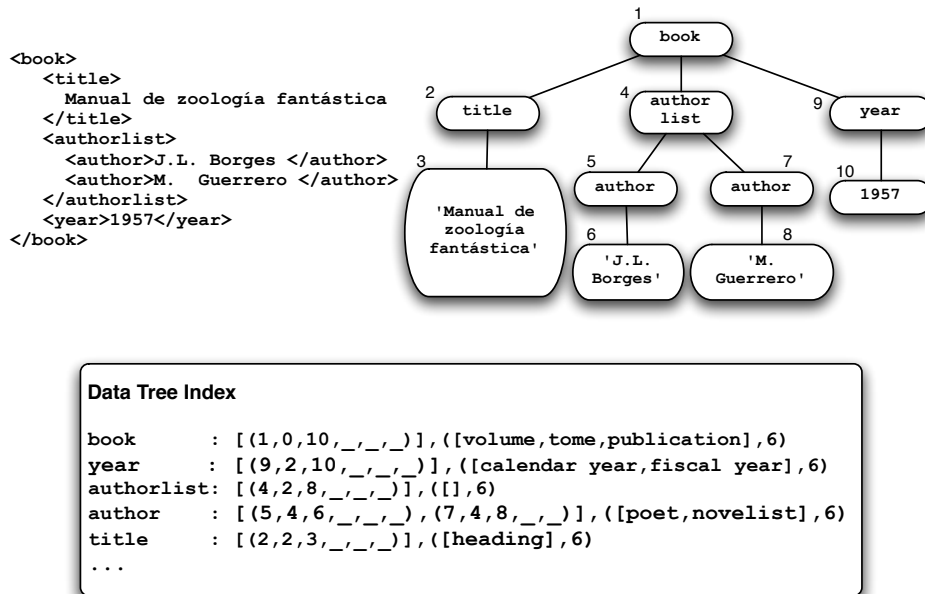 <book>
<title>
Manual de zoología fantástica
</title>
<authorlist>
<author>J.L. Borges </author>
<author>M.  Guerrero </author>
</authorlist>
<year>1957</year>
</book>
1
book
2
title
4
author
list
9
year
3
'Manual de
zoología
fantástica'
5
author
7
author
10
1957
6
'J.L.
Borges'
8
'M.
Guerrero'
Data Tree Index
book       : [(1,0,10,_,_,_)],([volume,tome,publication],6)
year       : [(9,2,10,_,_,_)],([calendar year,fiscal year],6)
authorlist: [(4,2,8,_,_,_)],([],6)
author     : [(5,4,6,_,_,_),(7,4,8,_,_)],([poet,novelist],6)
title      : [(2,2,3,_,_,_)],([heading],6)
...